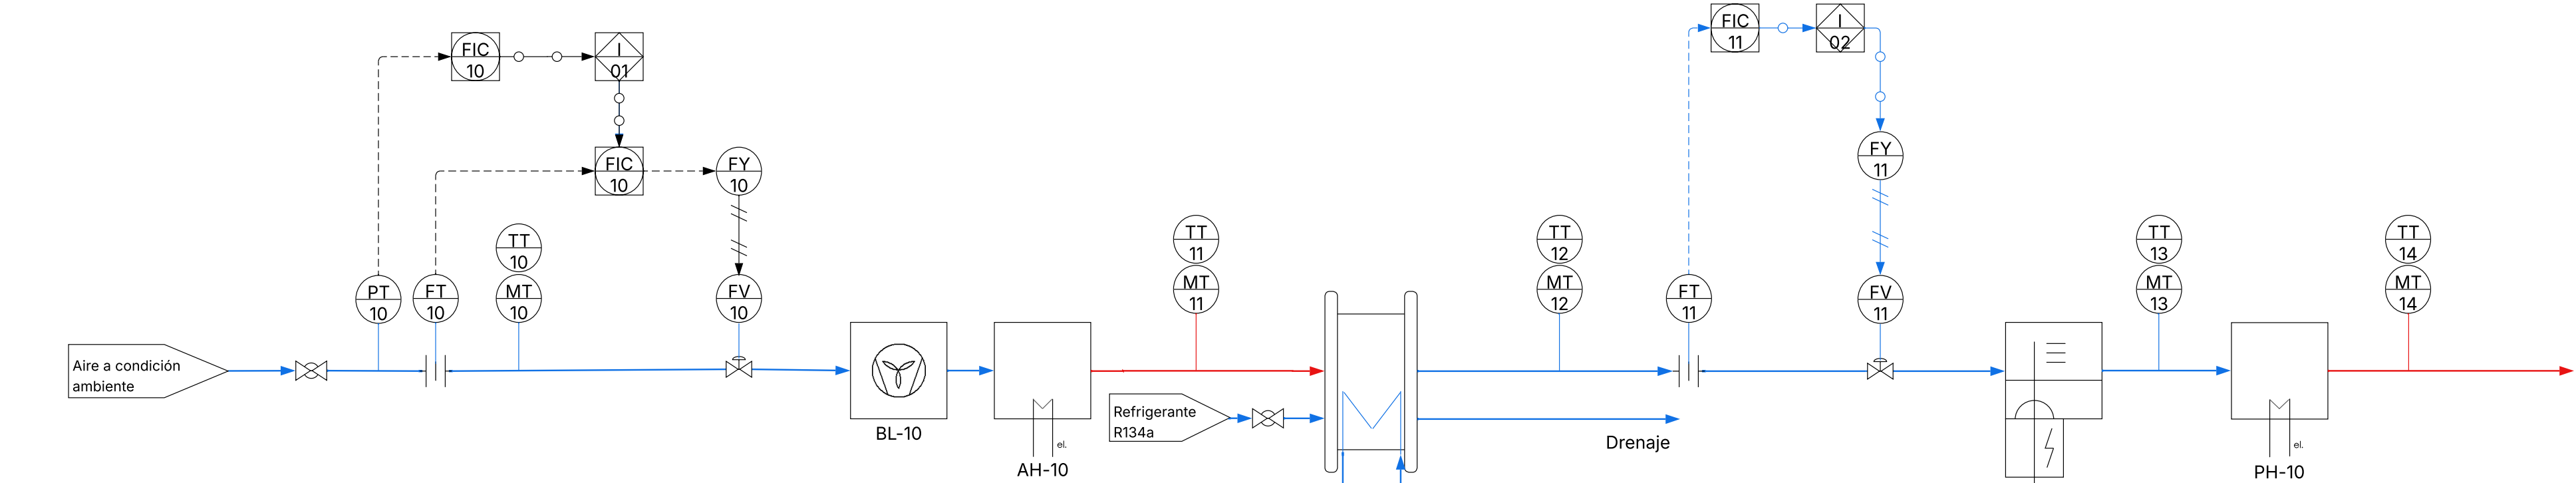 FIC
11
I
02
FIC
10
I
01
FIC
10
FY
10
FY
11
TT
10
TT
11
TT
12
TT
13
TT
14
PT
10
FT
10
MT
10
FV
10
MT
11
MT
12
FT
11
FV
11
MT
13
MT
14
Aire a condición
ambiente
BL-10
el.
AH-10
Refrigerante
R134a
Drenaje
el.
PH-10